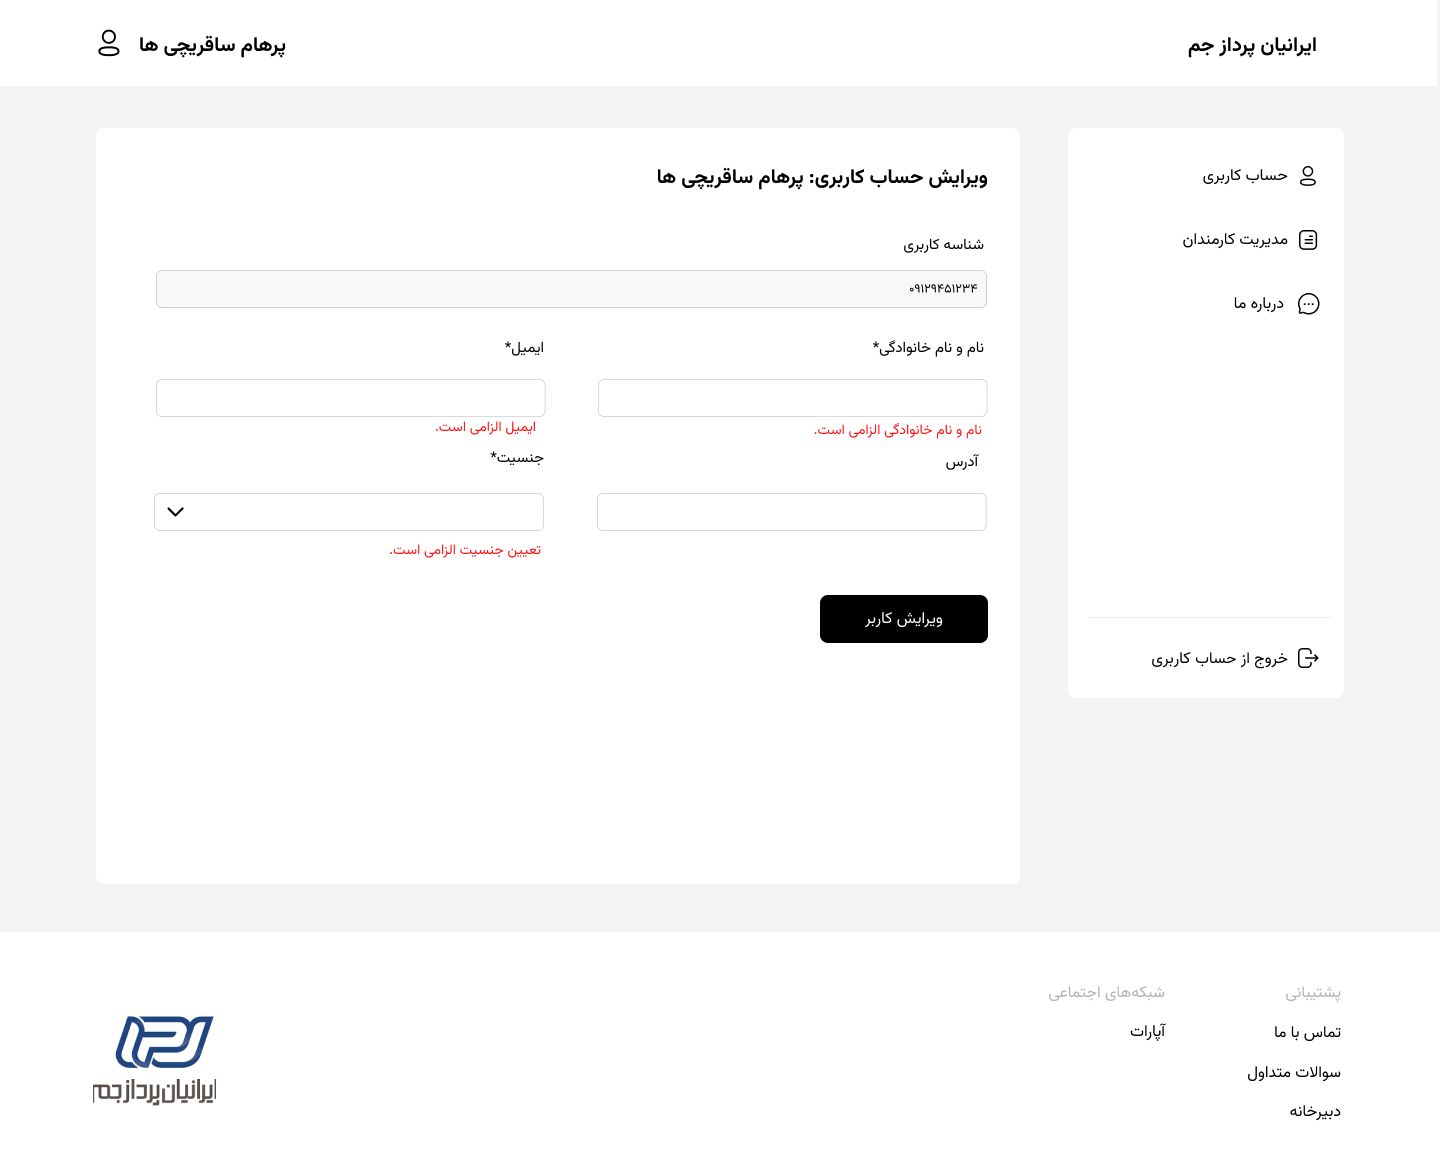 ایرانیان پرداز جم
پرهام ساقریچی ها
حساب کاربری
مدیریت کارمندان
درباره ما
خروج از حساب کاربری
ویرایش حساب کاربری: پرهام ساقریچی ها
شناسه کاربری
۰۹۱۲۹۴۵۱۲۳۴
نام و نام خانوادگی*
ایمیل*
نام و نام خانوادگی الزامی است.
ایمیل الزامی است.
آدرس
جنسیت*
تعیین جنسیت الزامی است.
ویرایش کاربر
پشتیبانی
تماس با ما
سوالات متداول
دبیرخانه
شبکه‌های اجتماعی
آپارات
ایرانیان پرداز جم